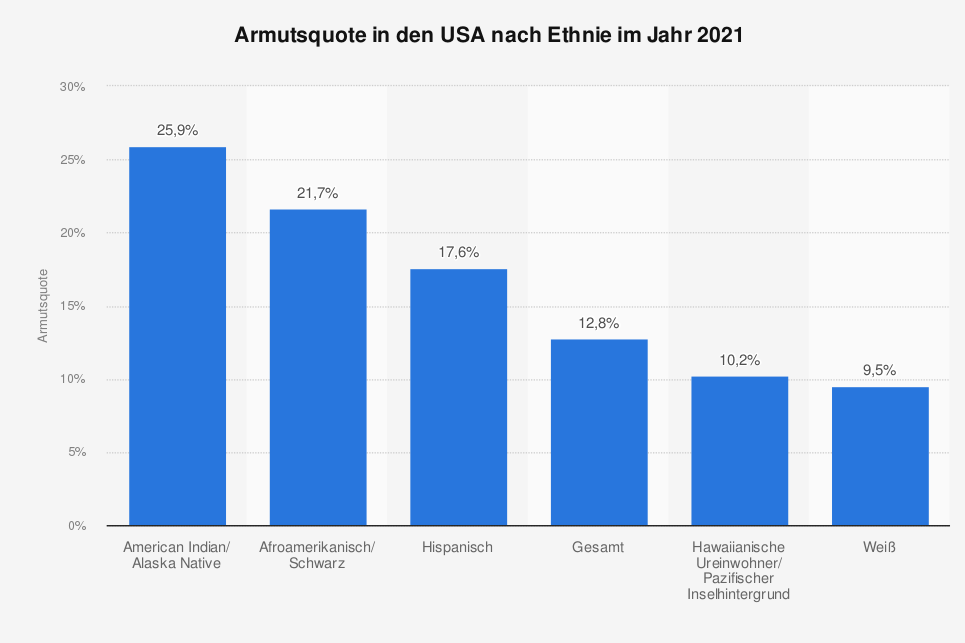 Armutsquote in den USA nach Ethnie im Jahr 2021
30%
25%
20%
15%
10%
5%
0%
Armutsquote
25,9%
21,7%
17,6%
12,8%
10,2%
9,5%
American Indian/
Alaska Native
Afroamerikanisch/
Schwarz
Hispanisch
Gesamt
Hawaiianische
Ureinwohner/
Pazifischer
Inselhintergrund
Weiß